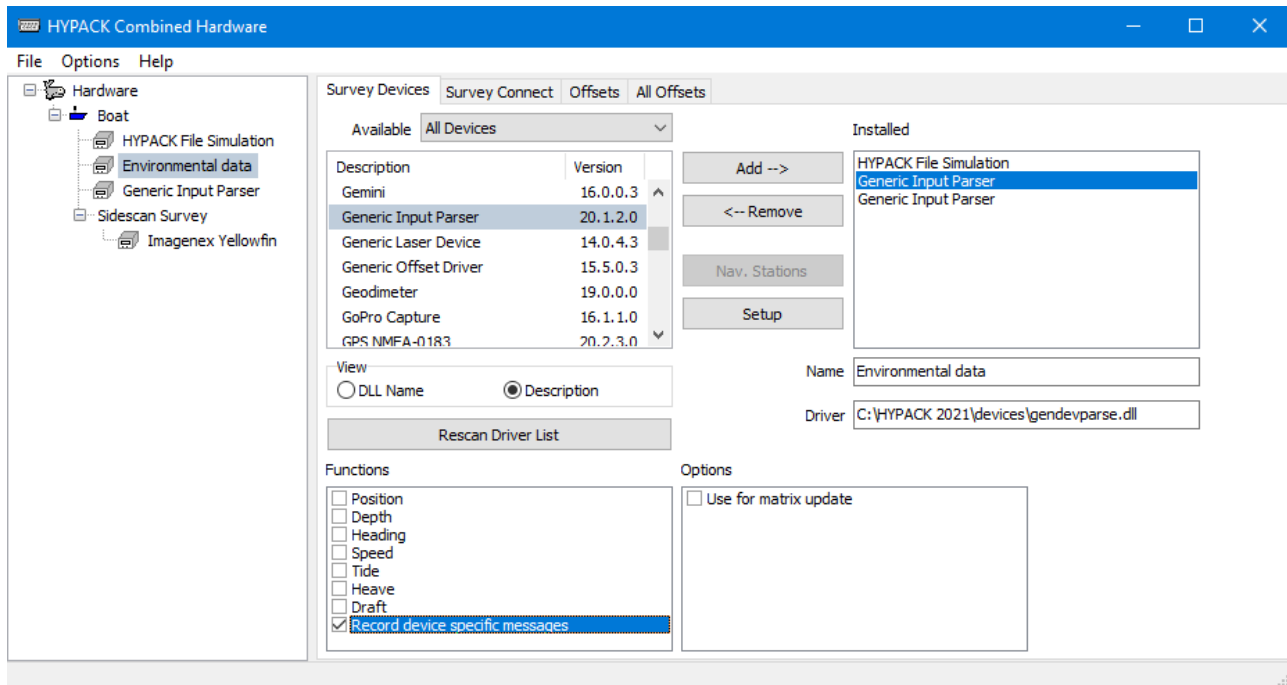 HYPACK Combined Hardware
File Options Help
Hardware
Boat
HYPACK File Simulation
Environmental data
Generic Input Parser
Sidescan Survey
Imagenex Yellowfin
Survey Devices Survey Connect Offsets All Offsets
Available All Devices
Description Version
Gemini 16.0.0.3
Generic Input Parser 20.1.2.0
Generic Laser Device 14.0.4.3
Generic Offset Driver 15.5.0.3
Geodimeter 19.0.0.0
GoPro Capture 16.1.1.0
GPS NMEA-0183 20.2.3.0
Add -->
<-- Remove
Nav. Stations
Setup
Installed
HYPACK File Simulation
Generic Input Parser
Generic Input Parser
View
DLL Name Description
Rescan Driver List
Name Environmental data
Driver C:\HYPACK 2021\devices\gendevparse.dll
Functions
Position
Depth
Heading
Speed
Tide
Heave
Draft
Record device specific messages
Options
Use for matrix update